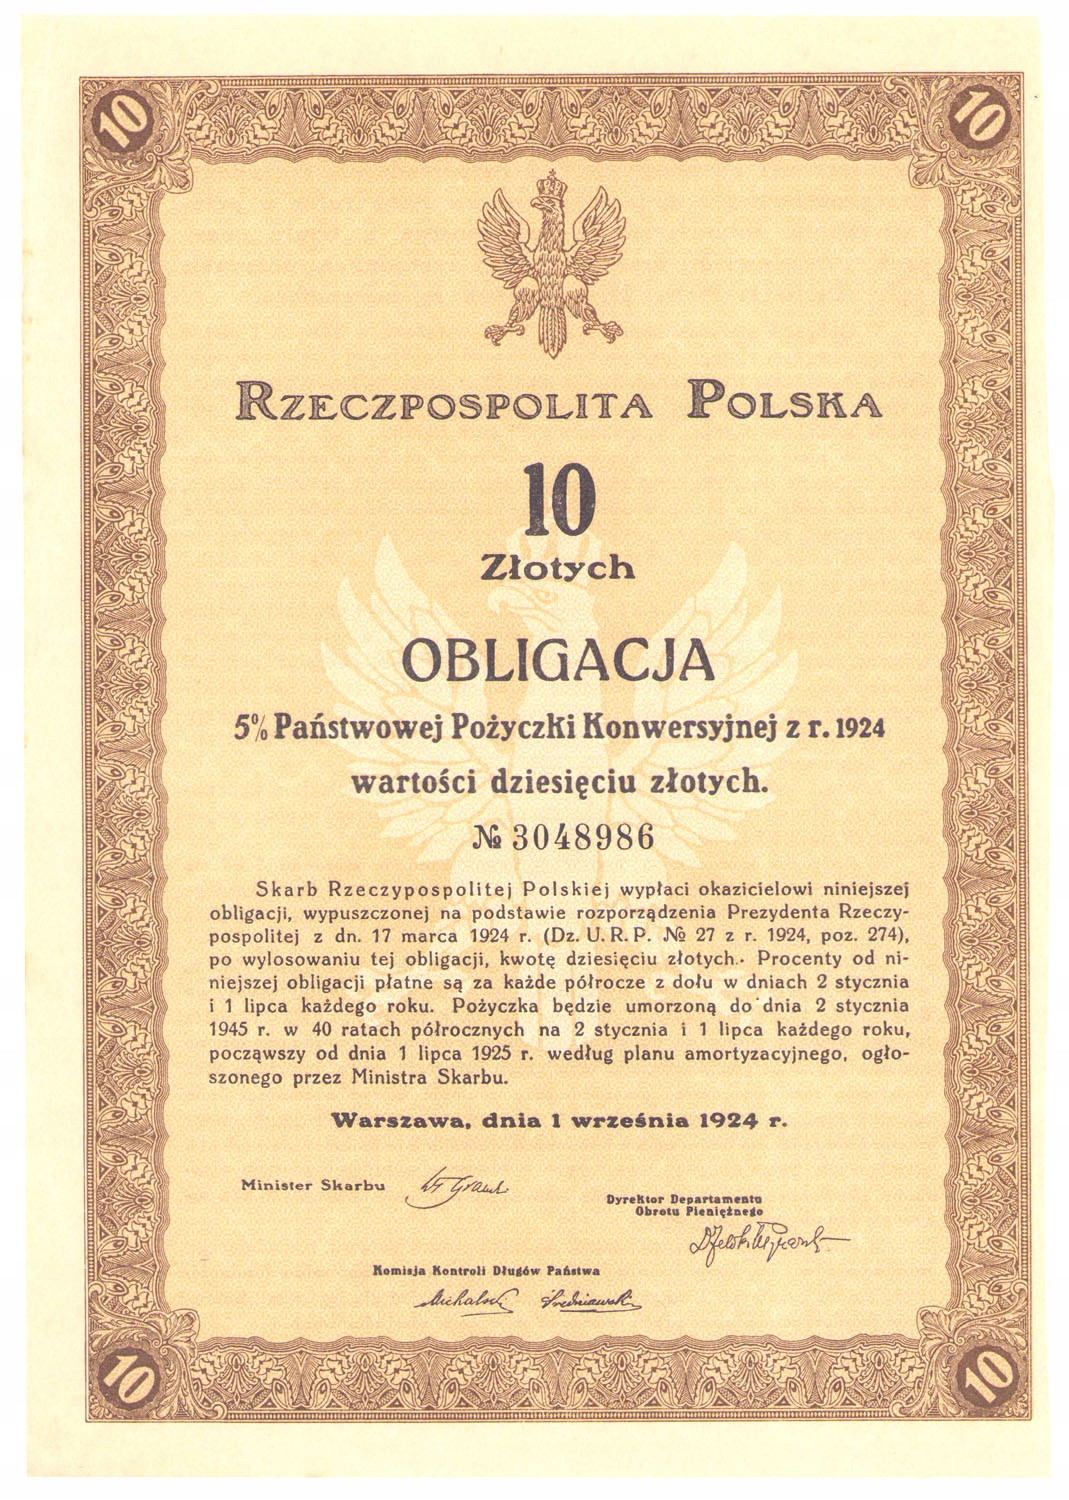 10 10
RZECZPOSPOLITA POLSKA
10
Złotych
OBLIGACJA
5% Państwowej Pożyczki Konwersyjnej z r. 1924
wartości dziesięciu złotych.
№ 3048986
Skarb Rzeczypospolitej Polskiej wypłaci okazicielowi niniejszej
obligacji, wypuszczonej na podstawie rozporządzenia Prezydenta Rzeczy-
pospolitej z dn. 17 marca 1924 r. (Dz. U. R. P. № 27 z r. 1924, poz. 274),
po wylosowaniu tej obligacji, kwotę dziesięciu złotych. Procenty od ni-
niejszej obligacji płatne są za każde półrocze z dołu w dniach 2 stycznia
i 1 lipca każdego roku. Pożyczka będzie umorzoną do dnia 2 stycznia
1945 r. w 40 ratach półrocznych na 2 stycznia i 1 lipca każdego roku,
począwszy od dnia 1 lipca 1925 r. według planu amortyzacyjnego, ogło-
szonego przez Ministra Skarbu.
Warszawa, dnia 1 września 1924 r.
Minister Skarbu
Dyrektor Departamentu
Obrotu Pieniężnego
Komisja Kontroli Długów Państwa
Michalski
10 10